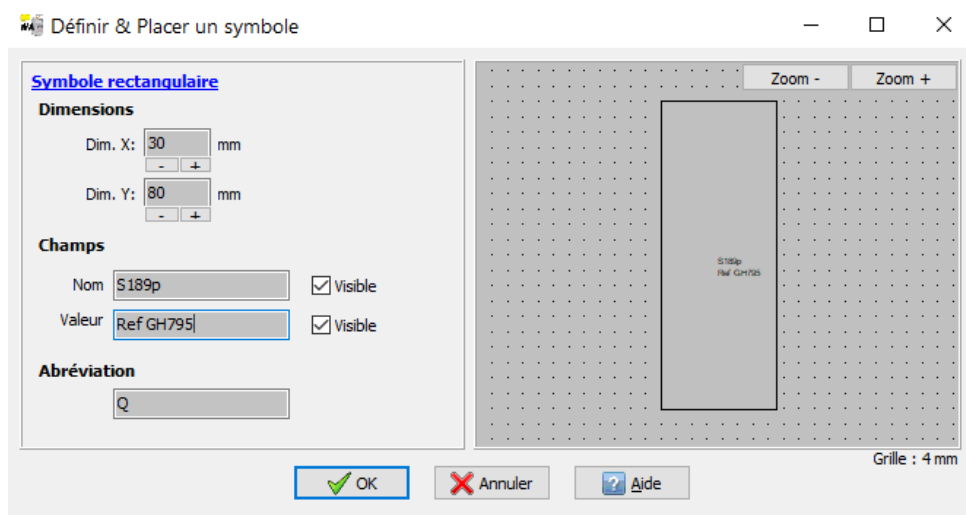 Définir & Placer un symbole
Symbole rectangulaire
Dimensions
Dim. X: 30 mm
- +
Dim. Y: 80 mm
- +
Champs
Nom S189p Visible
Valeur Ref GH795 Visible
Abréviation
Q
Zoom - Zoom +
S189p
Ref GH795
Grille : 4 mm
OK Annuler Aide